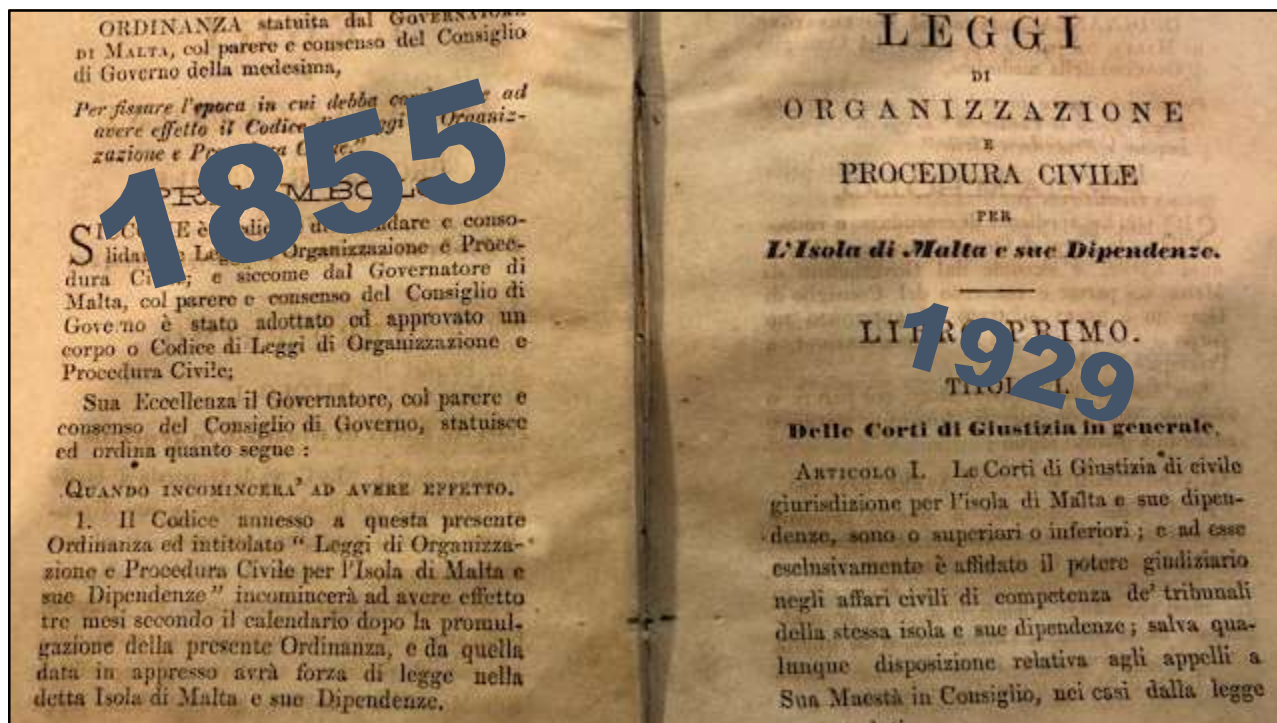 ORDINANZA statuita dal GOVERNATORE
DI MALTA, col parere e consenso del Consiglio
di Governo della medesima,
Per fissare l'epoca in cui debba ad
avere effetto il Codice Organiz-
zazione e
1855
SICCOME è e conso-
Organizzazione e Proce-
dura e siccome dal Governatore di
Malta, col parere e consenso del Consiglio di
Governo è stato adottato ed approvato un
corpo o Codice di Leggi di Organizzazione e
Procedura Civile;
Sua Eccellenza il Governatore, col parere e
consenso del Consiglio di Governo, statuisce
ed ordina quanto segue :
QUANDO INCOMINCERA' AD AVERE EFFETTO.
1. Il Codice annesso a questa presente
Ordinanza ed intitolato “ Leggi di Organizza-
zione e Procedura Civile per l'Isola di Malta e
sue Dipendenze” incomincerà ad avere effetto
tre mesi secondo il calendario dopo la promul-
gazione della presente Ordinanza, e da quella
data in appresso avrà forza di legge nella
detta Isola di Malta e sue Dipendenze.
LEGGI
DI
ORGANIZZAZIONE
E
PROCEDURA CIVILE
PER
L'Isola di Malta e sue Dipendenze.
LIBRO PRIMO.
1929
TITOLO I.
Delle Corti di Giustizia in generale.
ARTICOLO I. Le Corti di Giustizia di civile
giurisdizione per l'isola di Malta e sue dipen-
denze, sono o superiori o inferiori ; e ad esse
esclusivamente è affidato il potere giudiziario
negli affari civili di competenza de' tribunali
della stessa isola e sue dipendenze ; salva qua-
lunque disposizione relativa agli appelli a
Sua Maestà in Consiglio, nei casi dalla legge